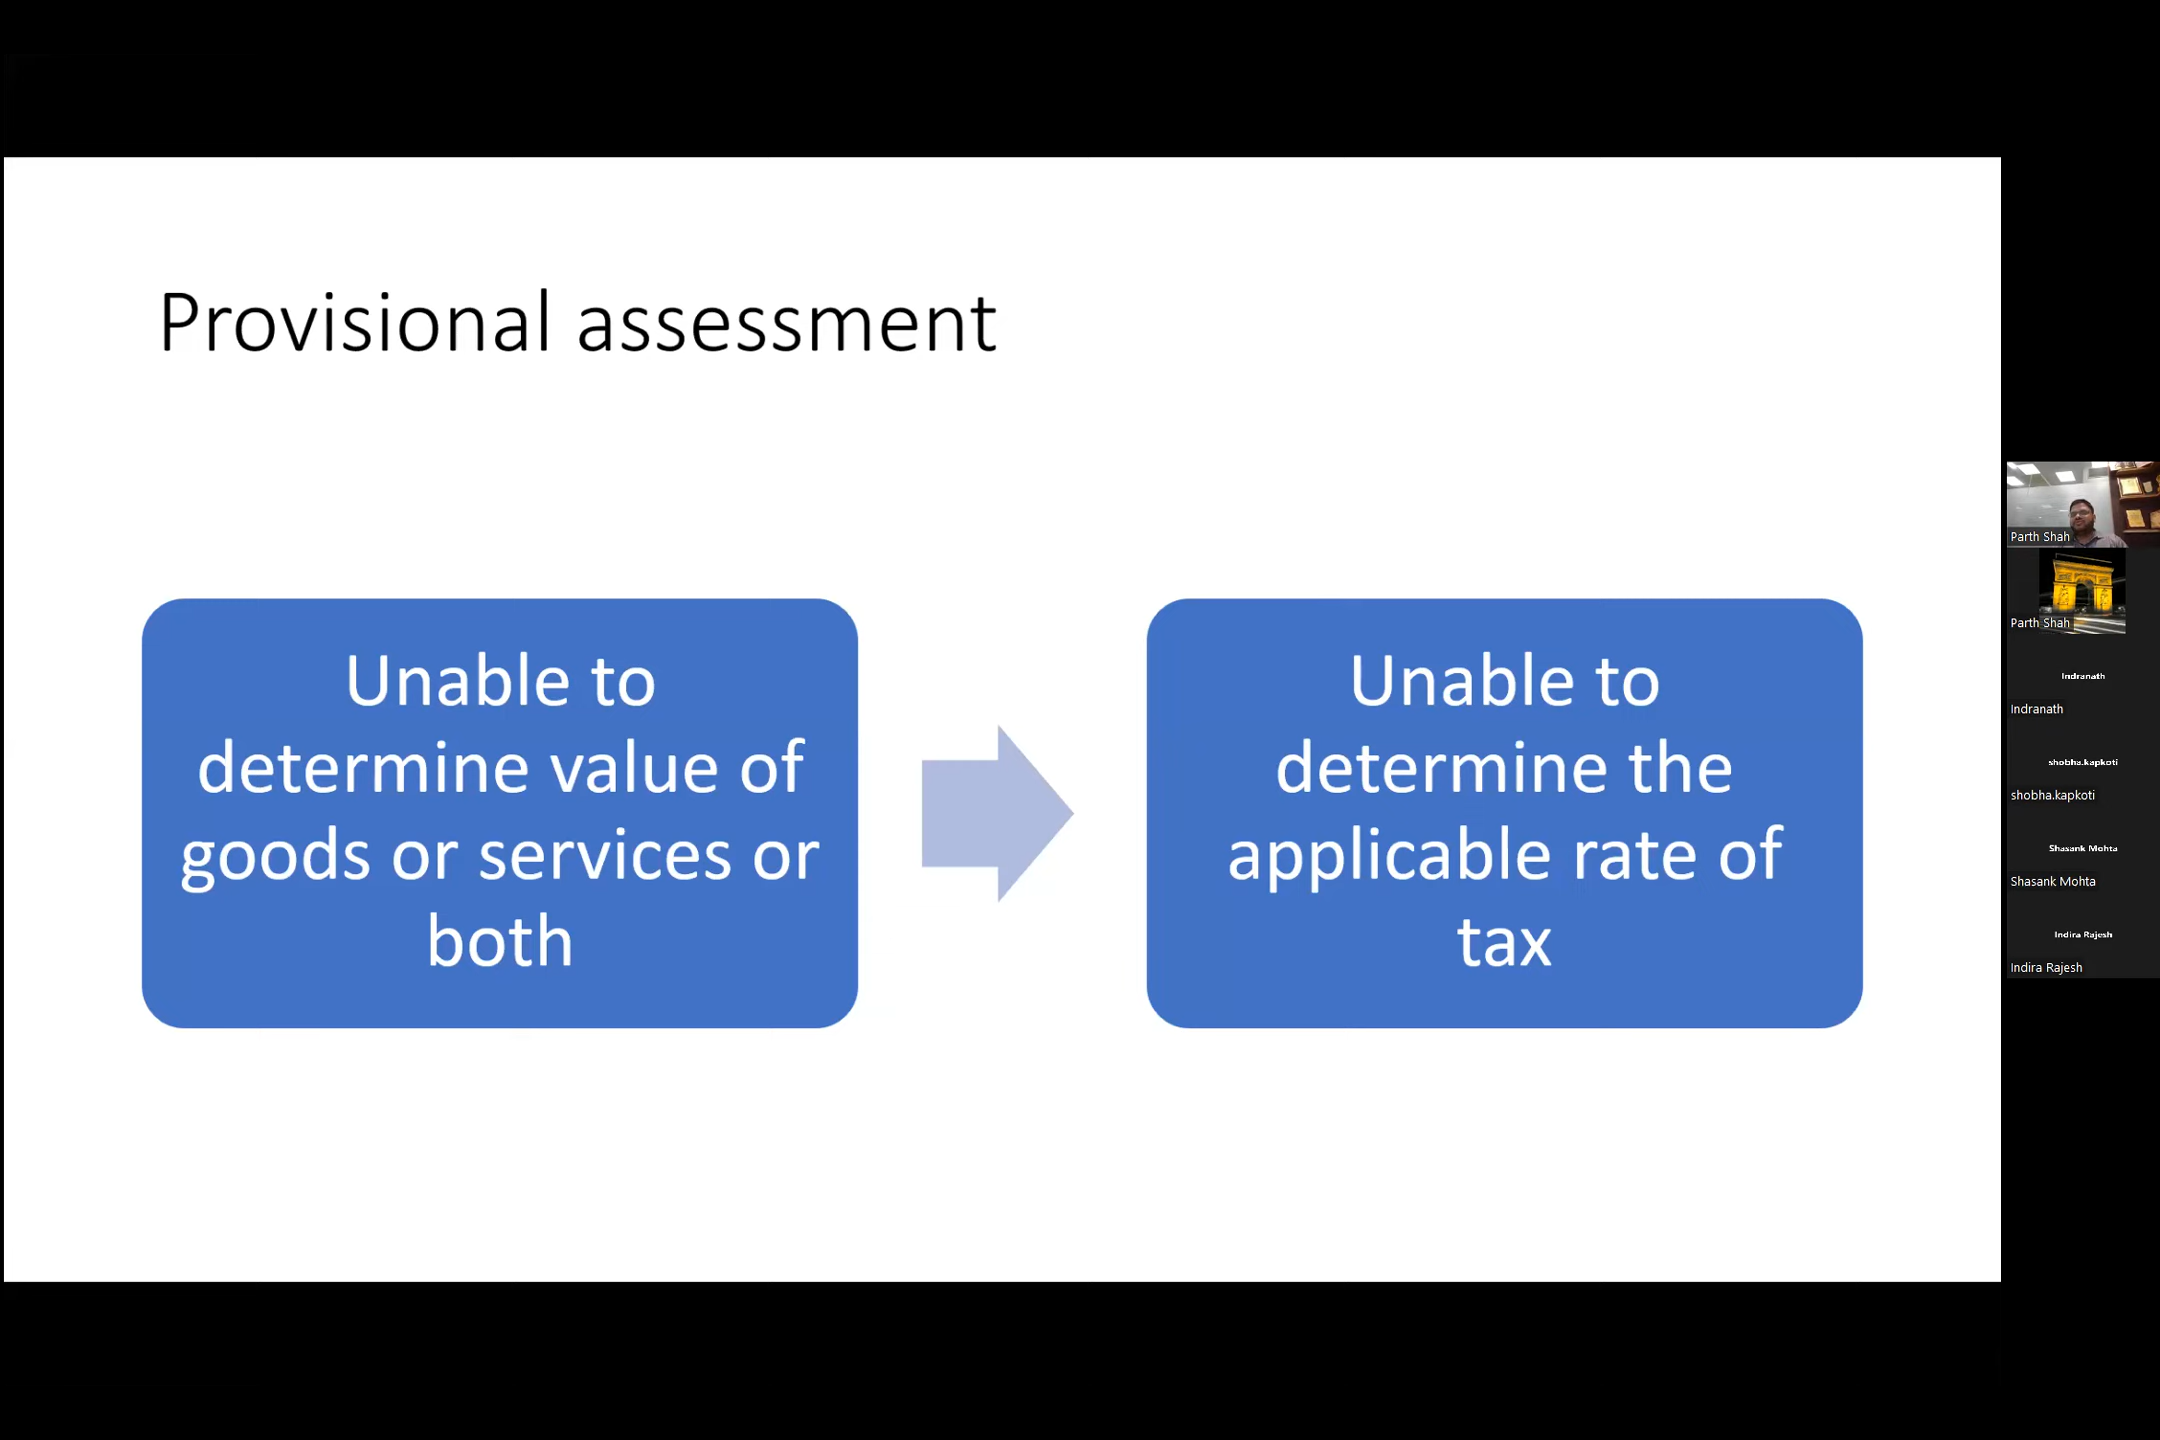 Provisional assessment
Unable to
determine value of
goods or services or
both
Unable to
determine the
applicable rate of
tax
Parth Shah
Parth Shah
Indranath
Indranath
shobha.kapkoti
shobha.kapkoti
Shasank Mohta
Shasank Mohta
Indira Rajesh
Indira Rajesh